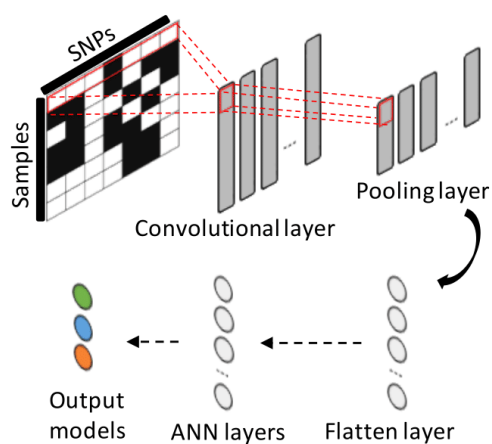 SNPs
Samples
...
Convolutional layer
...
Pooling layer
...
...
Output
models
ANN layers
Flatten layer